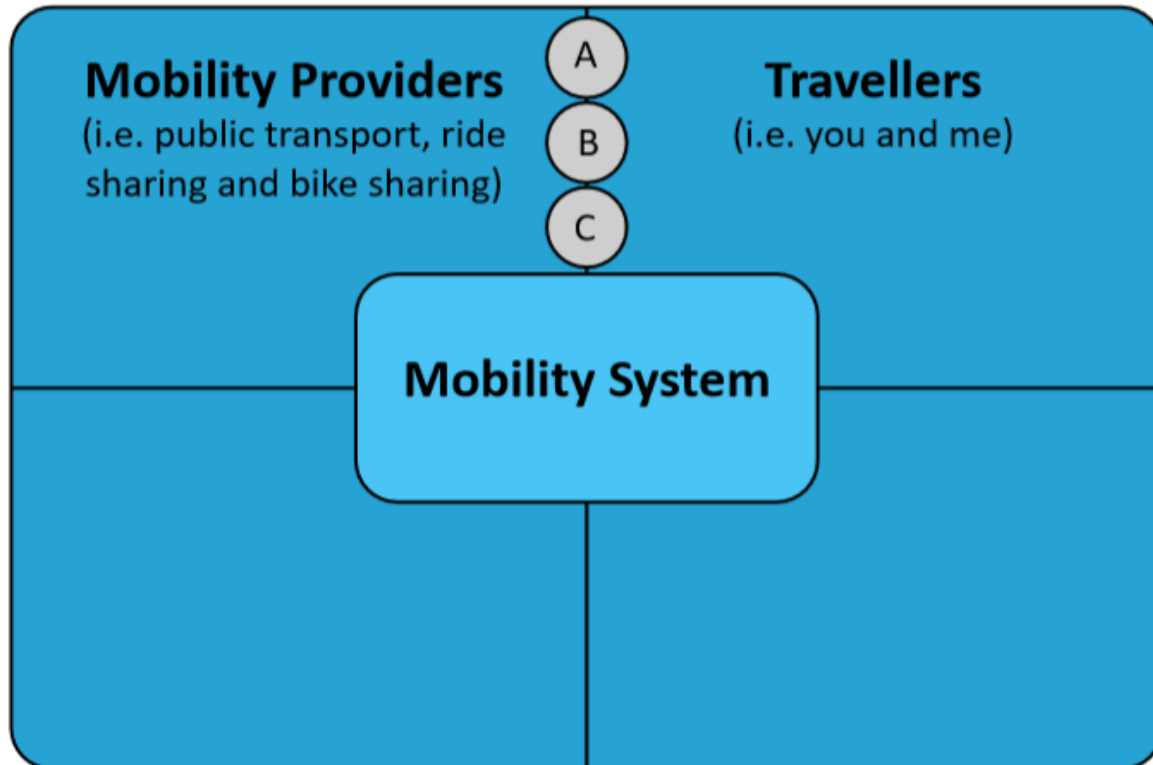 Mobility Providers
(i.e. public transport, ride
sharing and bike sharing)
A
B
C
Travellers
(i.e. you and me)
Mobility System